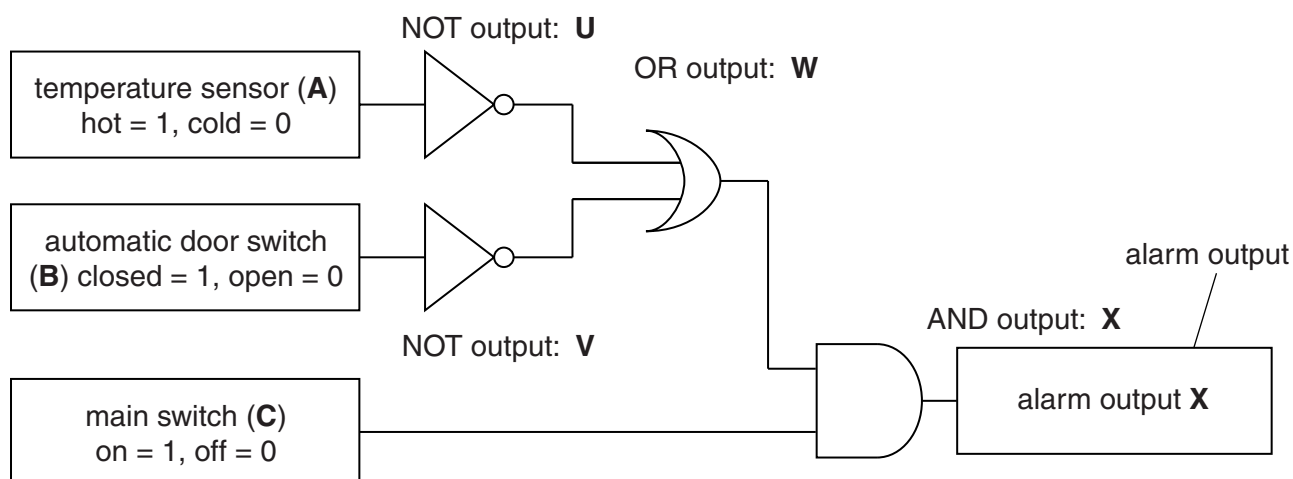 NOT output: U
temperature sensor (A)
hot = 1, cold = 0
OR output: W
automatic door switch
(B) closed = 1, open = 0
alarm output
NOT output: V
AND output: X
main switch (C)
on = 1, off = 0
alarm output X